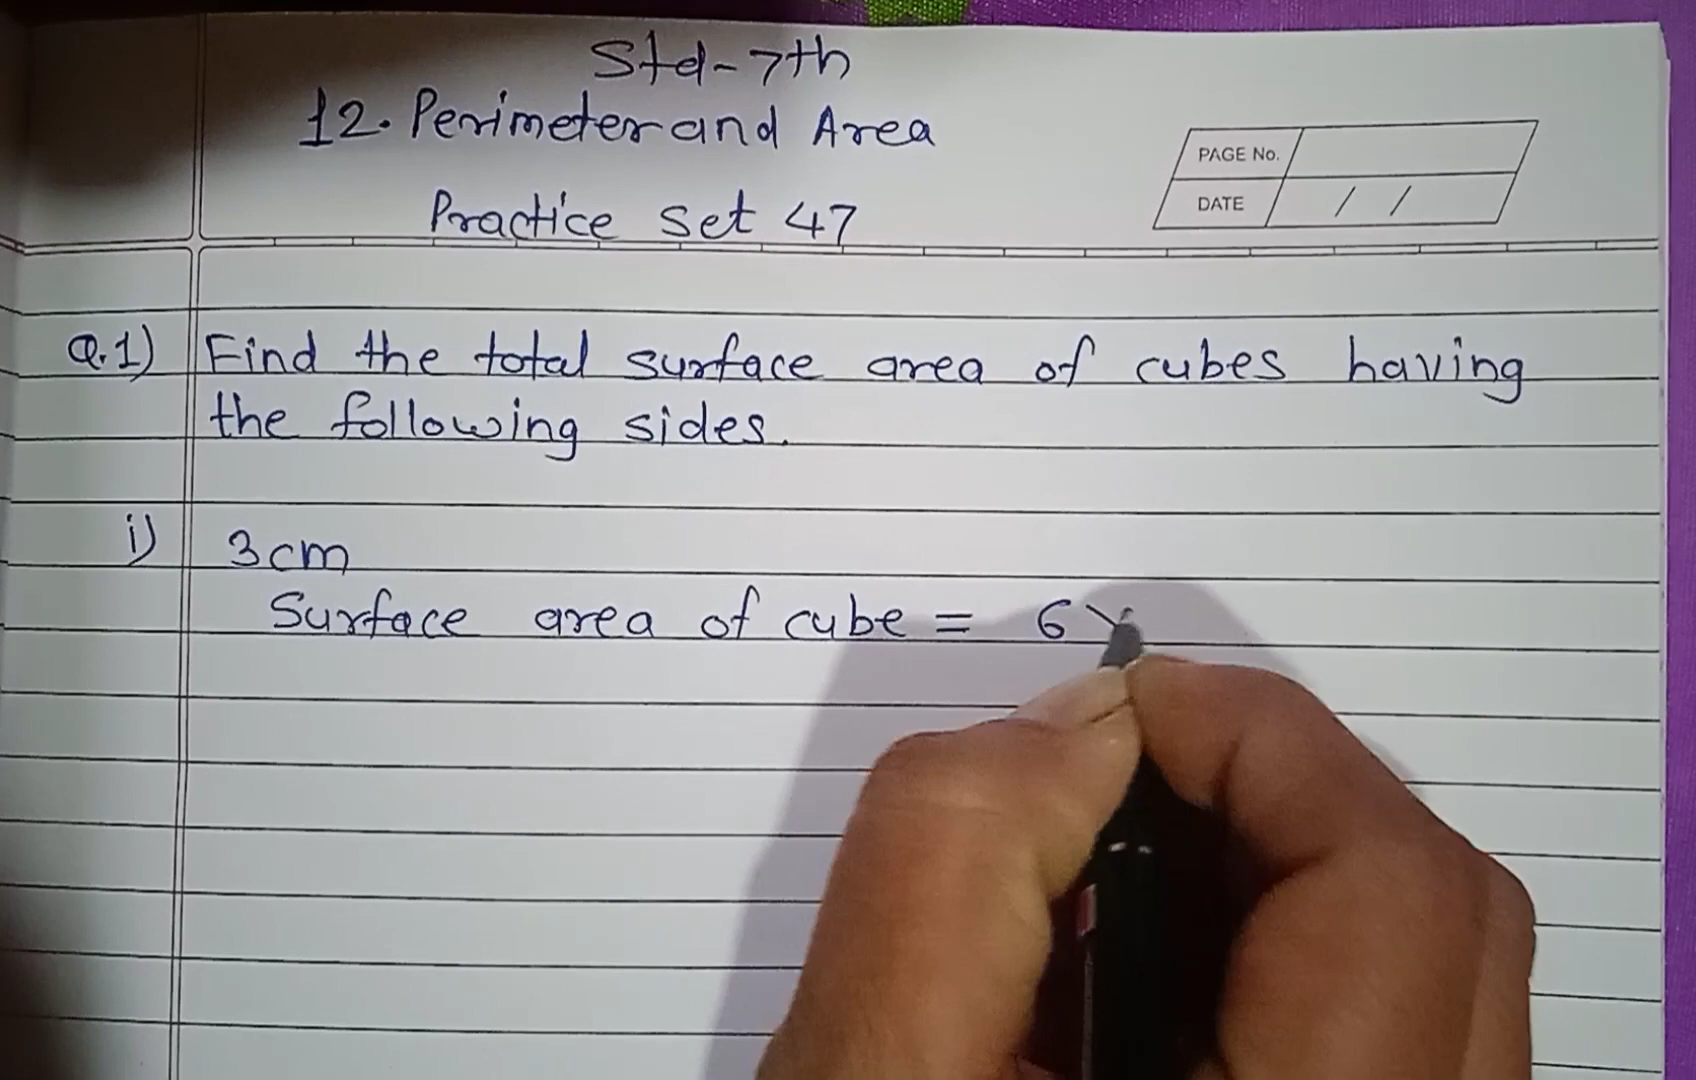 Std-7th
12. Perimeter and Area
Practice set 47
PAGE No.
DATE / /
Q.1) Find the total surface area of cubes having
the following sides.
i) 3cm
Surface area of cube = 6×